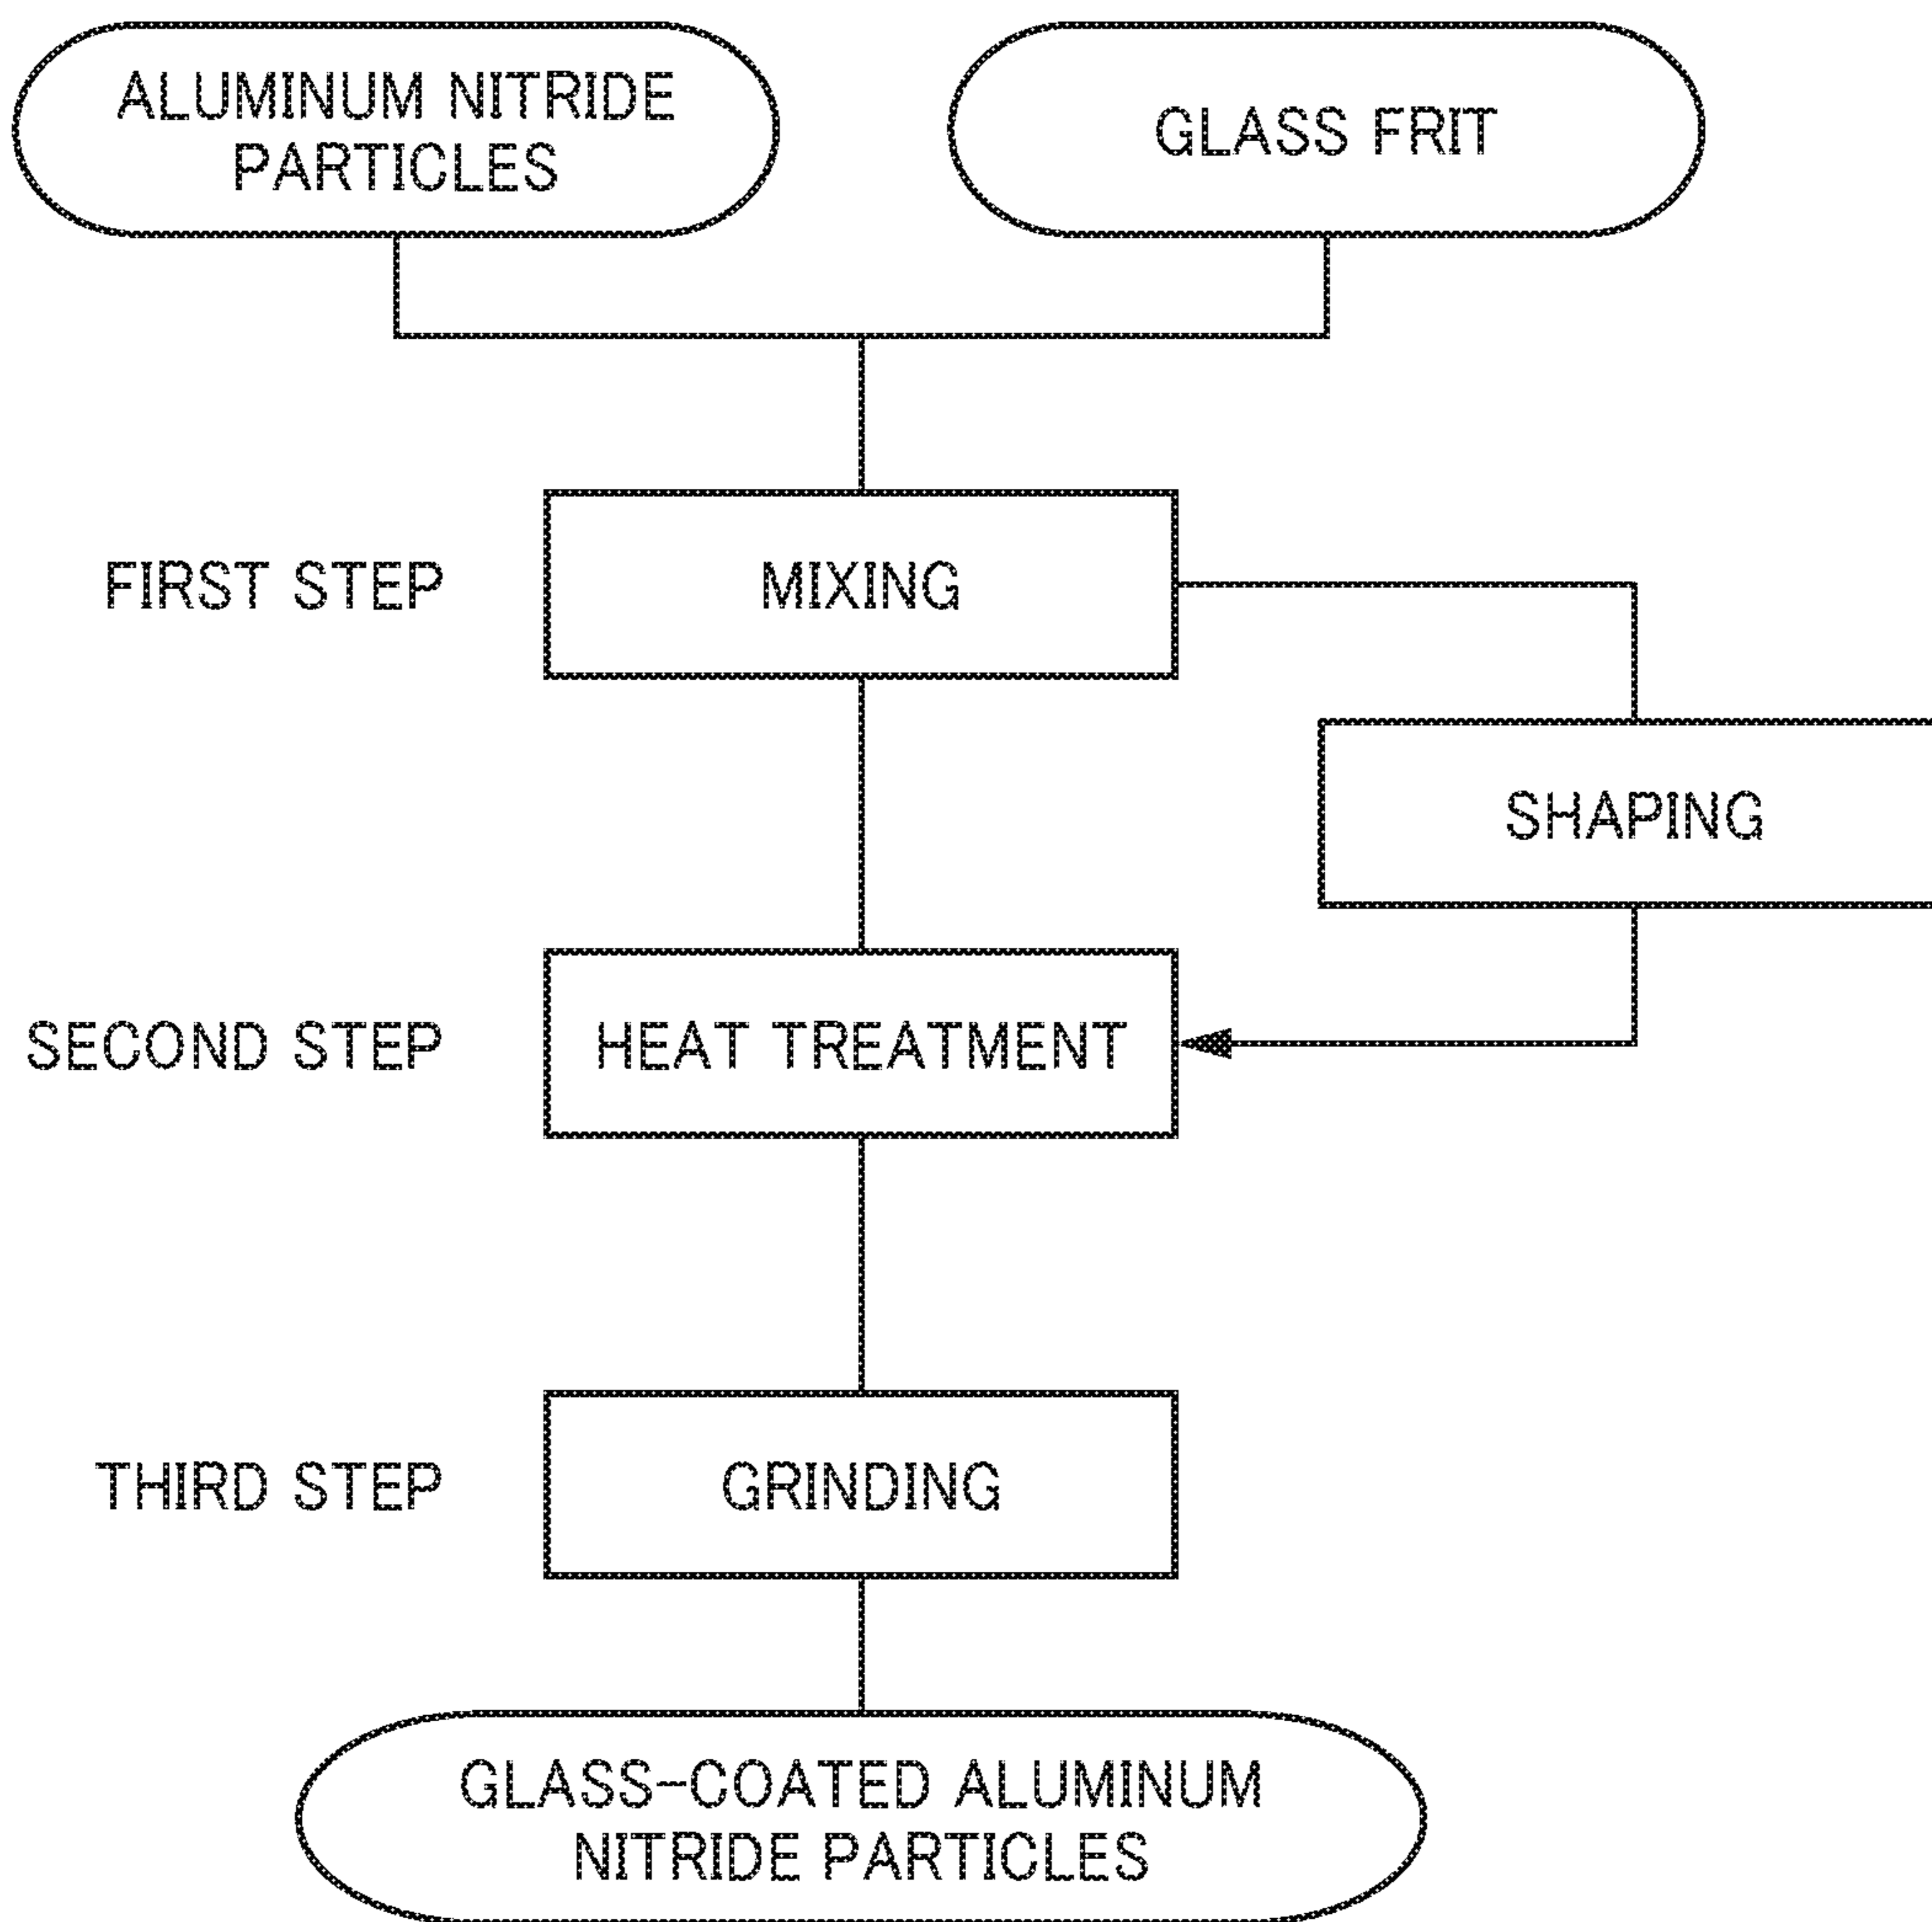 ALUMINUM NITRIDE
PARTICLES
GLASS FRIT
FIRST STEP
MIXING
SHAPING
SECOND STEP
HEAT TREATMENT
THIRD STEP
GRINDING
GLASS-COATED ALUMINUM
NITRIDE PARTICLES